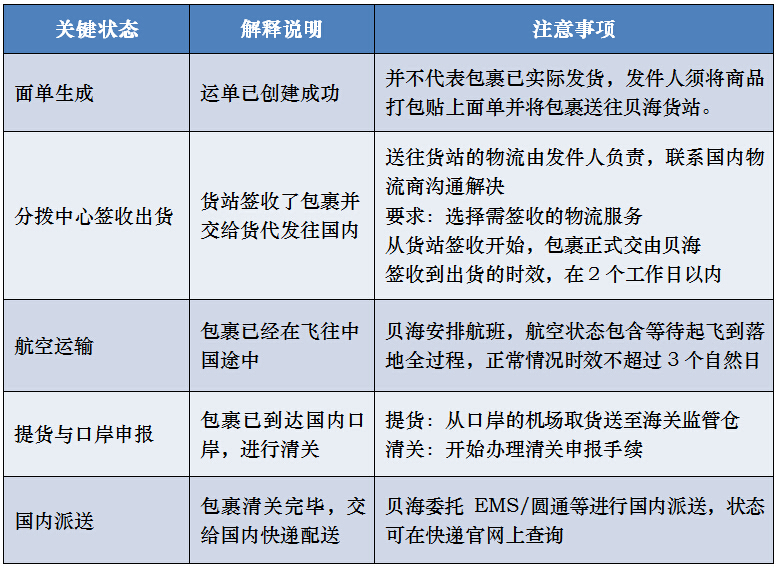 关键状态
解释说明
注意事项
面单生成
运单已创建成功
并不代表包裹已实际发货，发件人须将商品
打包贴上面单并将包裹送往贝海货站。
分拨中心签收出货
货站签收了包裹并
交给货代发往国内
送往货站的物流由发件人负责，联系国内物
流商沟通解决
要求：选择需签收的物流服务
从货站签收开始，包裹正式交由贝海
签收到出货的时效，在２个工作日以内
航空运输
包裹已经在飞往中
国途中
贝海安排航班，航空状态包含等待起飞到落
地全过程，正常情况时效不超过３个自然日
提货与口岸申报
包裹已到达国内口
岸，进行清关
提货：从口岸的机场取货送至海关监管仓
清关：开始办理清关申报手续
国内派送
包裹清关完毕，交
给国内快递配送
贝海委托 EMS/圆通等进行国内派送，状态
可在快递官网上查询